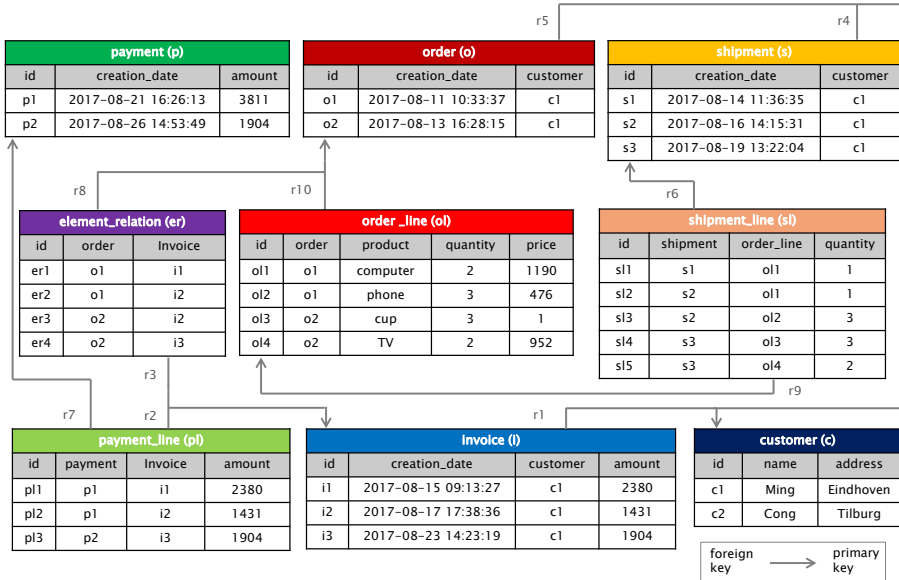 r5
r4
payment (p)
id creation_date amount
p1 2017-08-21 16:26:13 3811
p2 2017-08-26 14:53:49 1904
order (o)
id creation_date customer
o1 2017-08-11 10:33:37 c1
o2 2017-08-13 16:28:15 c1
shipment (s)
id creation_date customer
s1 2017-08-14 11:36:35 c1
s2 2017-08-16 14:15:31 c1
s3 2017-08-19 13:22:04 c1
r8
r10
r6
element_relation (er)
id order Invoice
er1 o1 i1
er2 o1 i2
er3 o2 i2
er4 o2 i3
order _line (ol)
id order product quantity price
ol1 o1 computer 2 1190
ol2 o1 phone 3 476
ol3 o2 cup 3 1
ol4 o2 TV 2 952
shipment_line (sl)
id shipment order_line quantity
sl1 s1 ol1 1
sl2 s2 ol1 1
sl3 s2 ol2 3
sl4 s3 ol3 3
sl5 s3 ol4 2
r3
r9
r7
r2
r1
payment_line (pl)
id payment Invoice amount
pl1 p1 i1 2380
pl2 p1 i2 1431
pl3 p2 i3 1904
invoice (i)
id creation_date customer amount
i1 2017-08-15 09:13:27 c1 2380
i2 2017-08-17 17:38:36 c1 1431
i3 2017-08-23 14:23:19 c1 1904
customer (c)
id name address
c1 Ming Eindhoven
c2 Cong Tilburg
foreign key
primary key